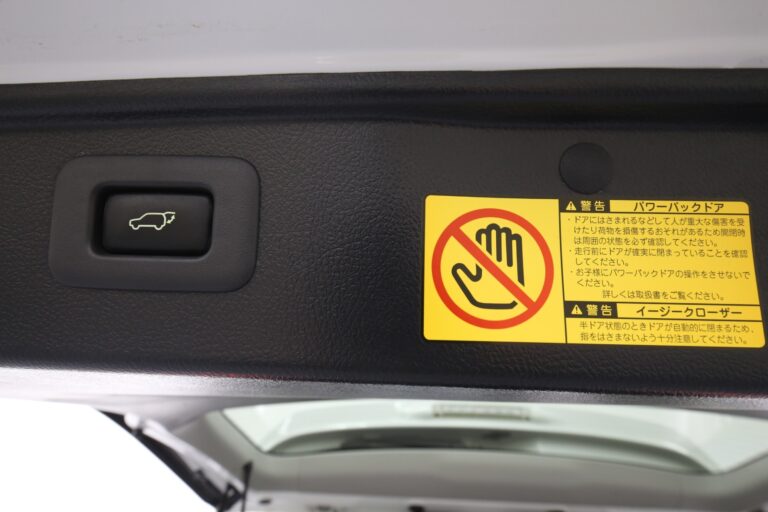 ⚠ 警告 パワーバックドア
・ドアにはさまれるなどして人が重大な傷害を受
けたり荷物を損傷するおそれがあるため開閉時
は周囲の状態を必ず確認してください。
・走行前にドアが確実に閉まっていることを確認
してください。
・お子様にパワーバックドアの操作をさせないで
ください。
詳しくは取扱書をご覧ください。
⚠ 警告 イージークローザー
半ドア状態のときドアが自動的に閉まるため、
指をはさまないよう十分注意してください。